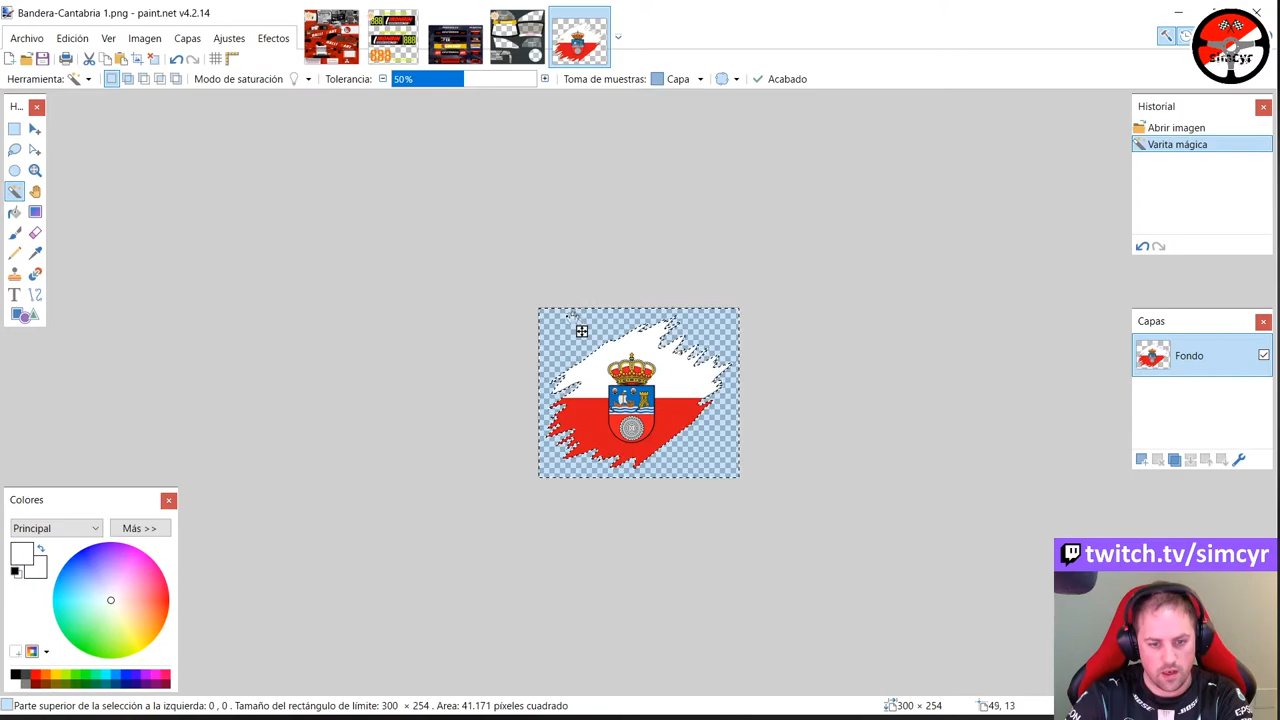 Bandera-Cantabria 1.png - paint.net v4.2.14
Archivo Edición Ver Imagen Capas Ajustes Efectos
simcyr
Herramienta: Modo de saturación Tolerancia: 50% Toma de muestras: Capa Acabado
H...
Historial
Abrir imagen
Varita mágica
Capas
Fondo
Colores
Principal Más >>
twitch.tv/simcyr
Parte superior de la selección a la izquierda: 0 , 0 . Tamaño del rectángulo de límite: 300 × 254 . Area: 41.171 píxeles cuadrado
300 × 254
49, 13